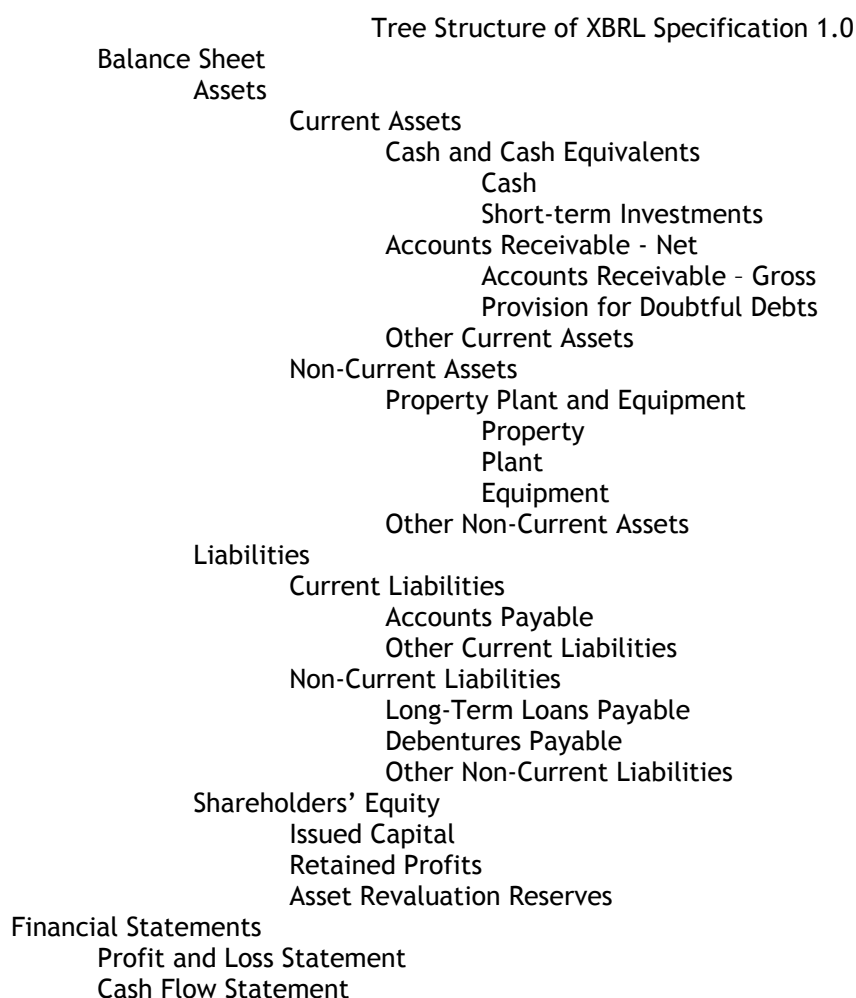 Tree Structure of XBRL Specification 1.0
Balance Sheet
Assets
Current Assets
Cash and Cash Equivalents
Cash
Short-term Investments
Accounts Receivable - Net
Accounts Receivable – Gross
Provision for Doubtful Debts
Other Current Assets
Non-Current Assets
Property Plant and Equipment
Property
Plant
Equipment
Other Non-Current Assets
Liabilities
Current Liabilities
Accounts Payable
Other Current Liabilities
Non-Current Liabilities
Long-Term Loans Payable
Debentures Payable
Other Non-Current Liabilities
Shareholders’ Equity
Issued Capital
Retained Profits
Asset Revaluation Reserves
Financial Statements
Profit and Loss Statement
Cash Flow Statement